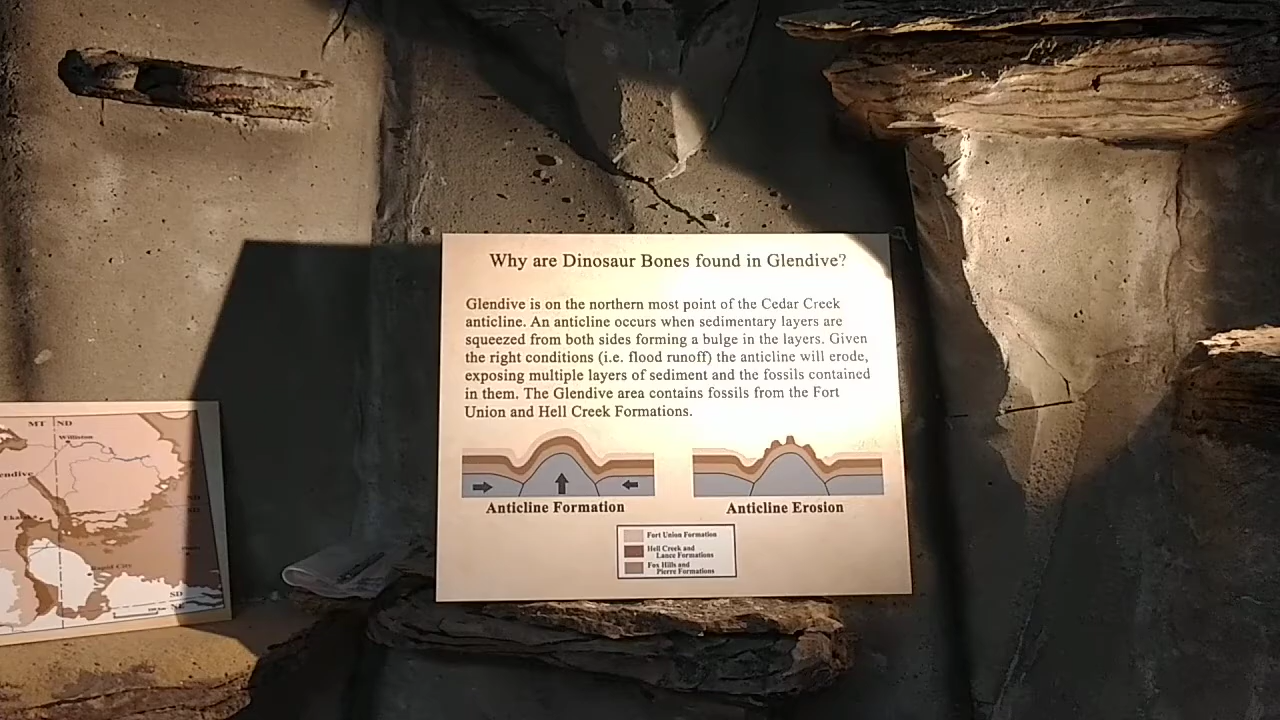 Why are Dinosaur Bones found in Glendive?
Glendive is on the northern most point of the Cedar Creek
anticline. An anticline occurs when sedimentary layers are
squeezed from both sides forming a bulge in the layers. Given
the right conditions (i.e. flood runoff) the anticline will erode,
exposing multiple layers of sediment and the fossils contained
in them. The Glendive area contains fossils from the Fort
Union and Hell Creek Formations.
Anticline Formation
Anticline Erosion
Fort Union Formation
Hell Creek and
Lance Formations
Fox Hills and
Pierre Formations
MT ND
Williston
endive
Eka
ND
Rapid City
SD